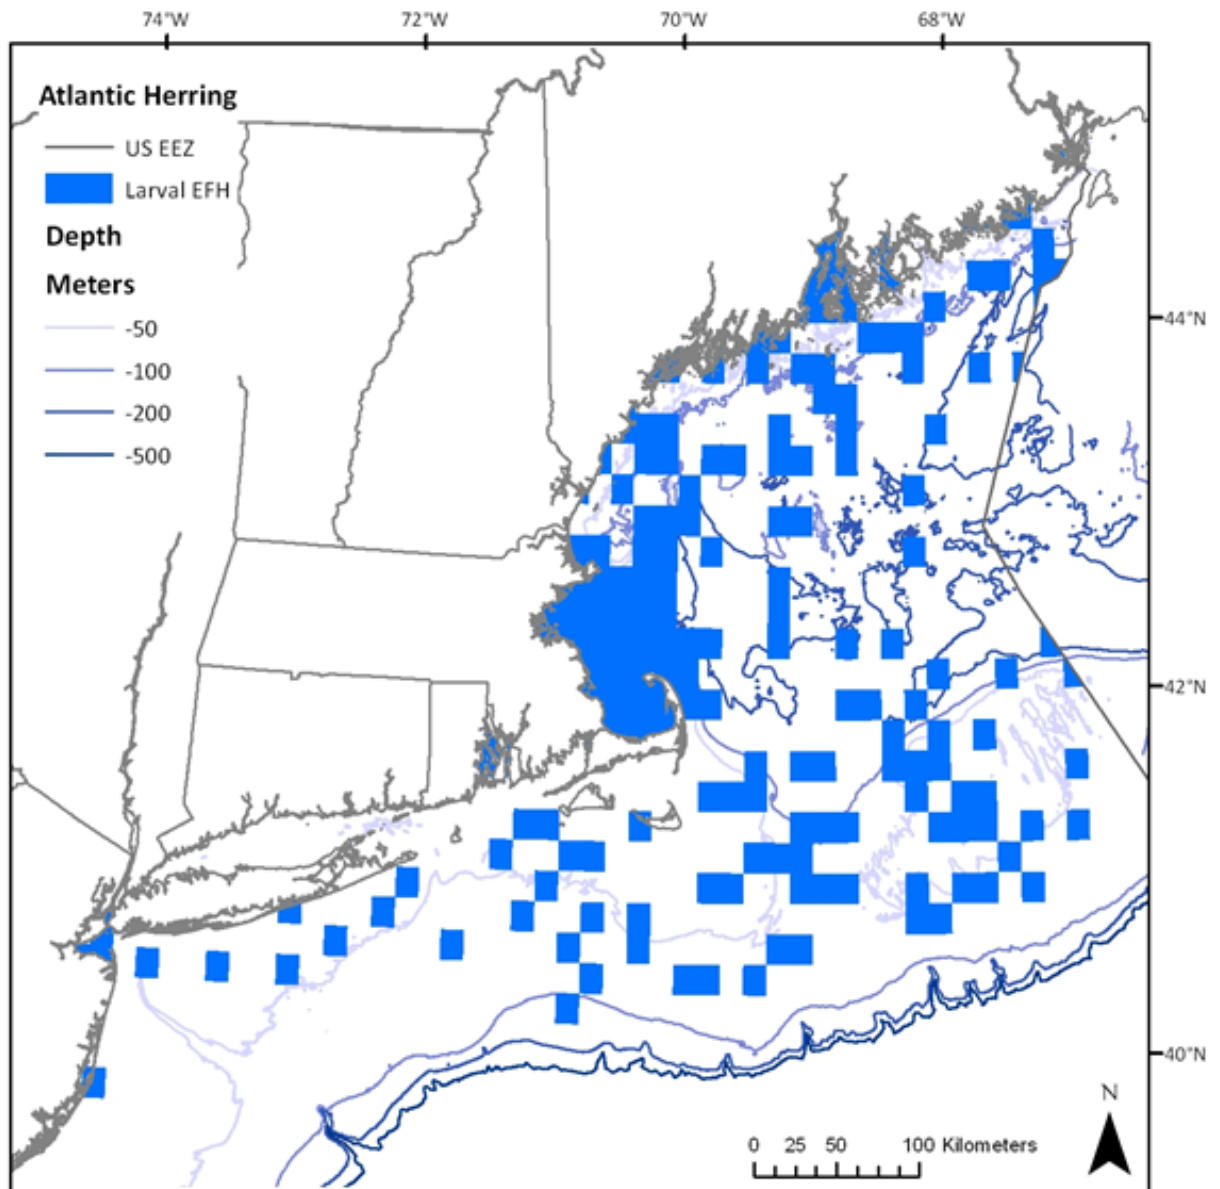 74°W 72°W 70°W 68°W
Atlantic Herring
US EEZ
Larval EFH
Depth
Meters
-50
-100
-200
-500
44°N
42°N
40°N
N
0 25 50 100 Kilometers